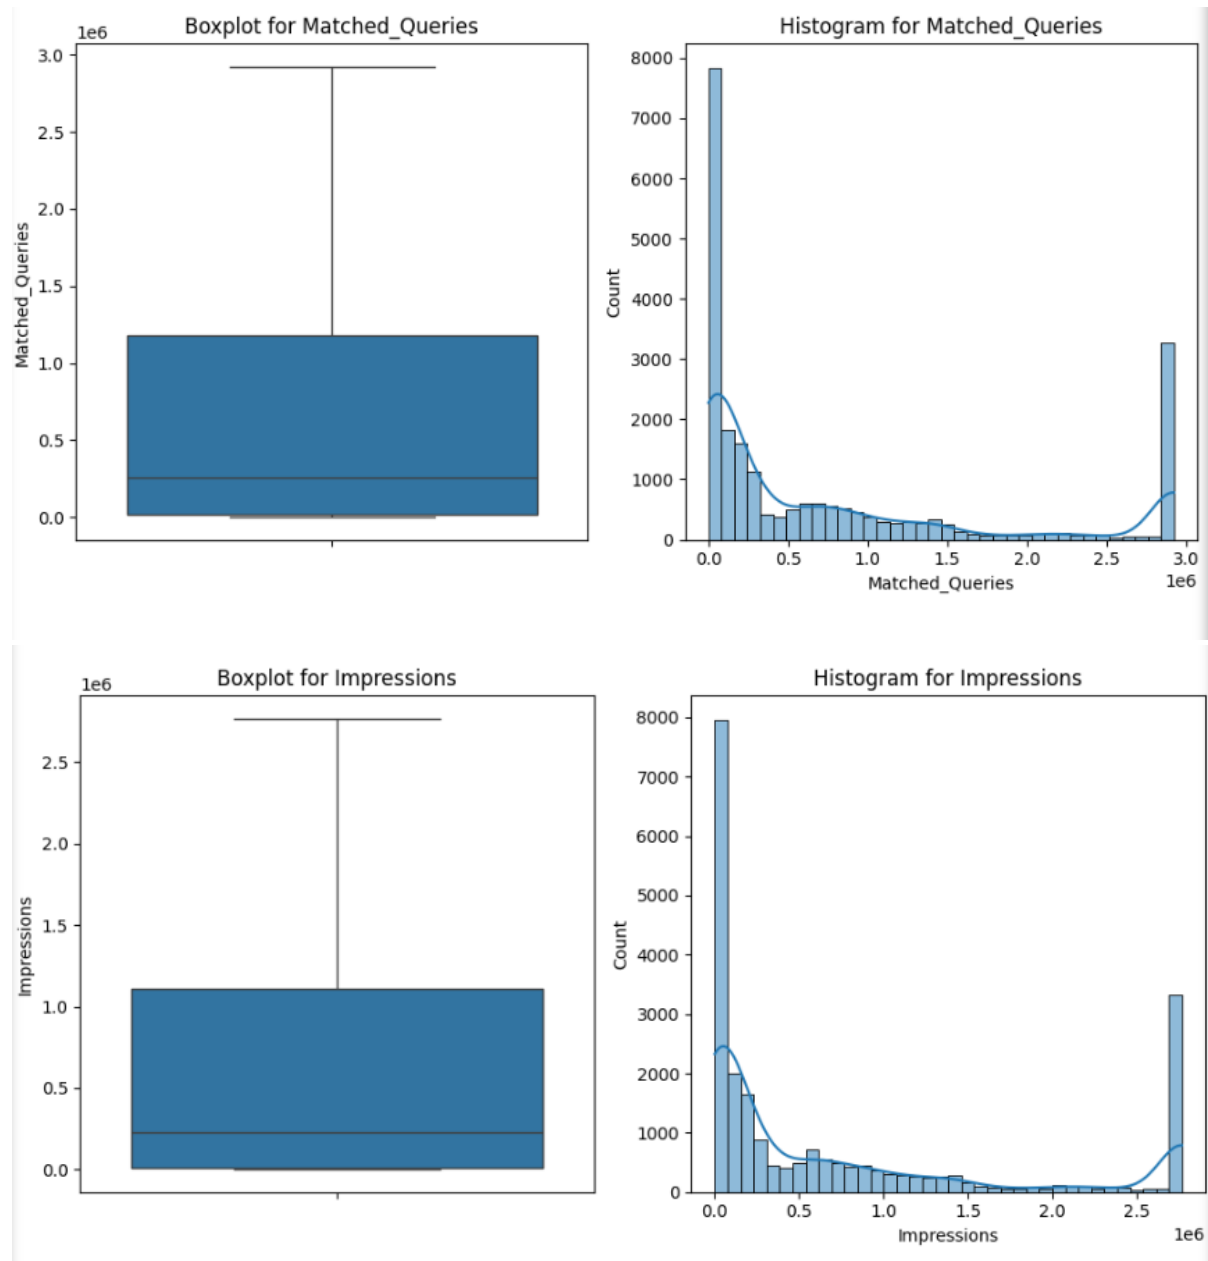 Boxplot for Matched_Queries
1e6
3.0
2.5
2.0
1.5
1.0
0.5
0.0
Matched_Queries
Histogram for Matched_Queries
8000
7000
6000
5000
4000
3000
2000
1000
0
Count
0.0 0.5 1.0 1.5 2.0 2.5 3.0
1e6
Matched_Queries
Boxplot for Impressions
1e6
2.5
2.0
1.5
1.0
0.5
0.0
Impressions
Histogram for Impressions
8000
7000
6000
5000
4000
3000
2000
1000
0
Count
0.0 0.5 1.0 1.5 2.0 2.5
1e6
Impressions